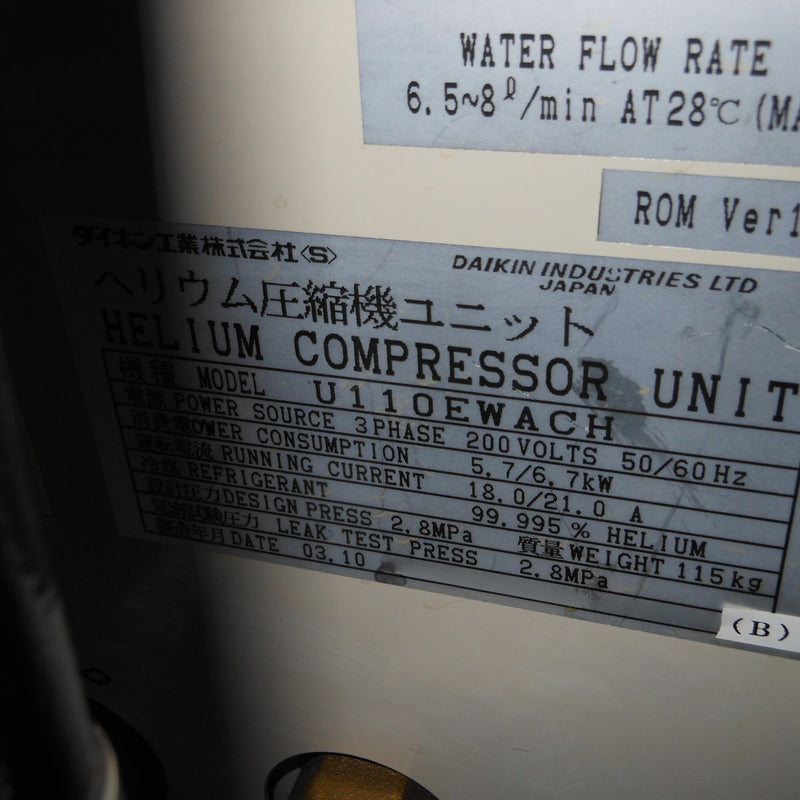 WATER FLOW RATE
6.5~8ℓ/min AT28℃(MA
ROM Ver1
ダイキン工業株式会社〈S〉
DAIKIN INDUSTRIES LTD
JAPAN
ヘリウム圧縮機ユニット
HELIUM COMPRESSOR UNIT
機種 MODEL U110EWACH
電源 POWER SOURCE 3PHASE 200VOLTS 50/60Hz
消費電力 POWER CONSUMPTION 5.7/6.7kW
運転電流 RUNNING CURRENT 18.0/21.0 A
冷媒 REFRIGERANT 99.995% HELIUM
設計圧力 DESIGN PRESS 2.8MPa 質量 WEIGHT 115kg
気密試験圧力 LEAK TEST PRESS 2.8MPa
製造年月 DATE 03.10
(B)